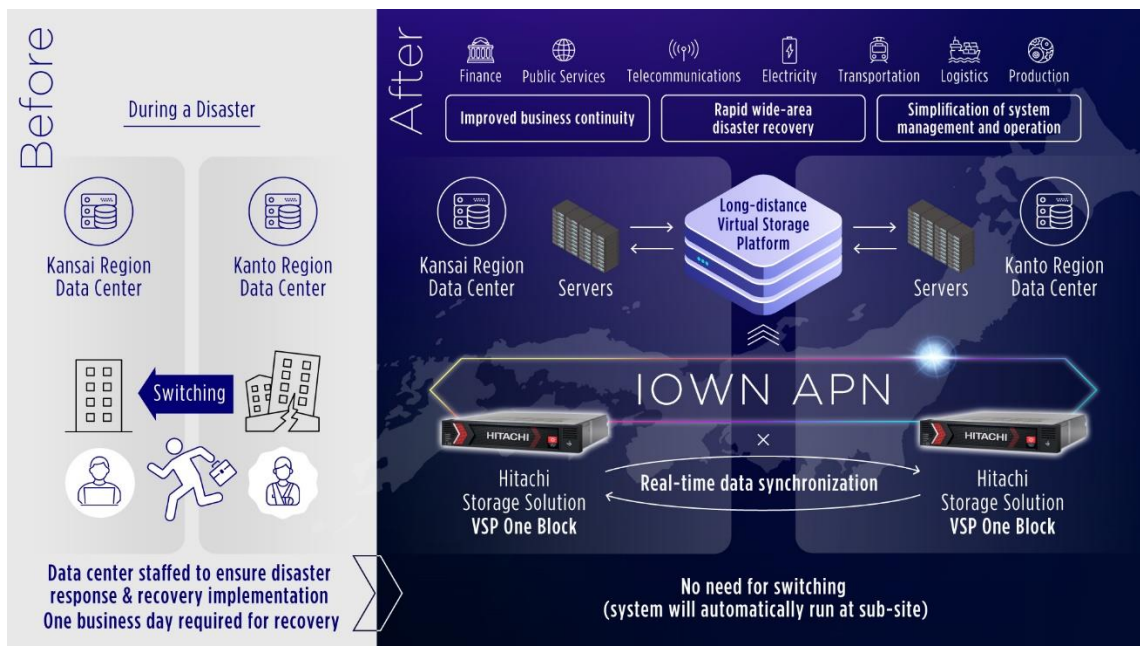 Before
During a Disaster
Kansai Region
Data Center
Kanto Region
Data Center
Switching
Data center staffed to ensure disaster
response & recovery implementation
One business day required for recovery
After
Finance
Public Services
Telecommunications
Electricity
Transportation
Logistics
Production
Improved business continuity
Rapid wide-area
disaster recovery
Simplification of system
management and operation
Kansai Region
Data Center
Servers
Long-distance
Virtual Storage
Platform
Servers
Kanto Region
Data Center
IOWN APN
×
HITACHI
HITACHI
Hitachi
Storage Solution
VSP One Block
Real-time data synchronization
Hitachi
Storage Solution
VSP One Block
No need for switching
(system will automatically run at sub-site)